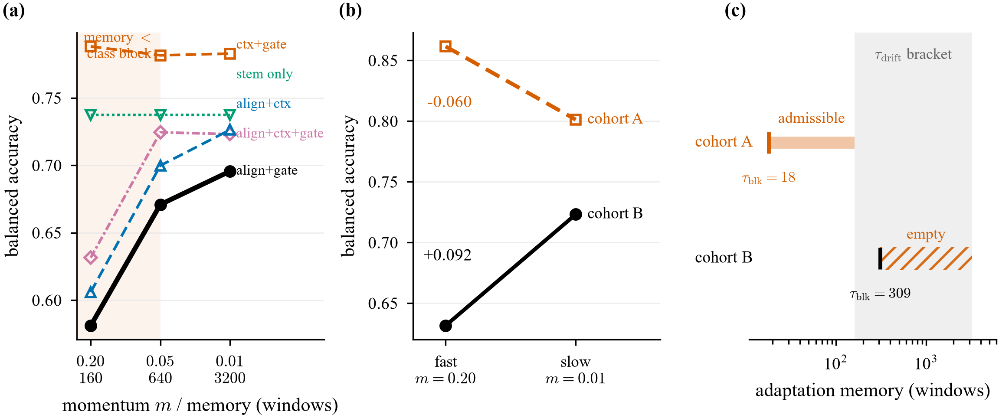 (a)
memory <
class block
ctx+gate
stem only
align+ctx
align+ctx+gate
align+gate
0.75
0.70
0.65
0.60
balanced accuracy
0.20
160
0.05
640
0.01
3200
momentum m / memory (windows)
(b)
0.85
0.80
0.75
0.70
0.65
balanced accuracy
-0.060
cohort A
cohort B
+0.092
fast
m = 0.20
slow
m = 0.01
(c)
τ_drift bracket
admissible
cohort A
τ_blk = 18
empty
cohort B
τ_blk = 309
10²
10³
adaptation memory (windows)